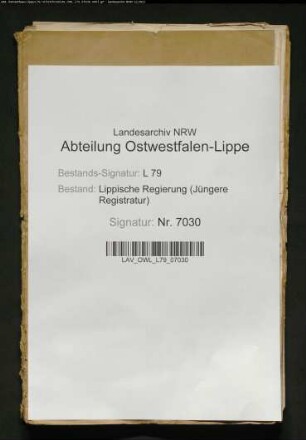 Landesarchiv NRW
Abteilung Ostwestfalen-Lippe
Bestands-Signatur: L 79
Bestand: Lippische Regierung (Jüngere
Registratur)
Signatur: Nr. 7030
LAV_OWL_L79_07030